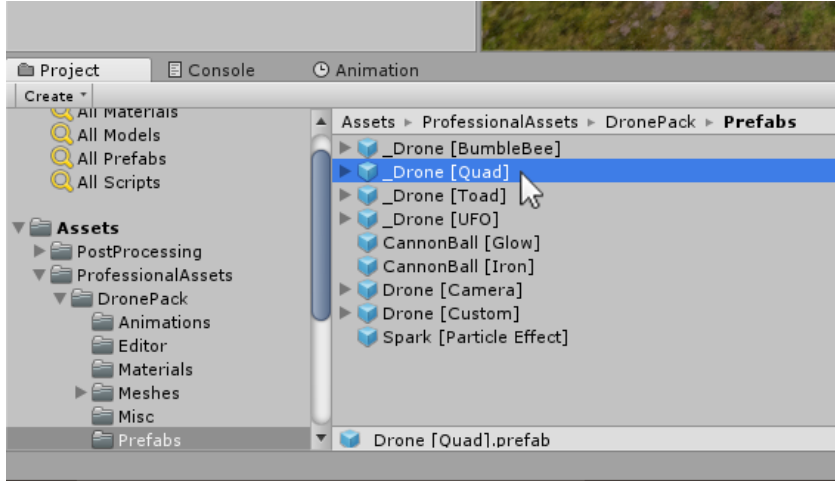 Project Console Animation
Create
All Materials
All Models
All Prefabs
All Scripts
Assets
PostProcessing
ProfessionalAssets
DronePack
Animations
Editor
Materials
Meshes
Misc
Prefabs
Assets ▸ ProfessionalAssets ▸ DronePack ▸ Prefabs
_Drone [BumbleBee]
_Drone [Quad]
_Drone [Toad]
_Drone [UFO]
CannonBall [Glow]
CannonBall [Iron]
Drone [Camera]
Drone [Custom]
Spark [Particle Effect]
Drone [Quad].prefab